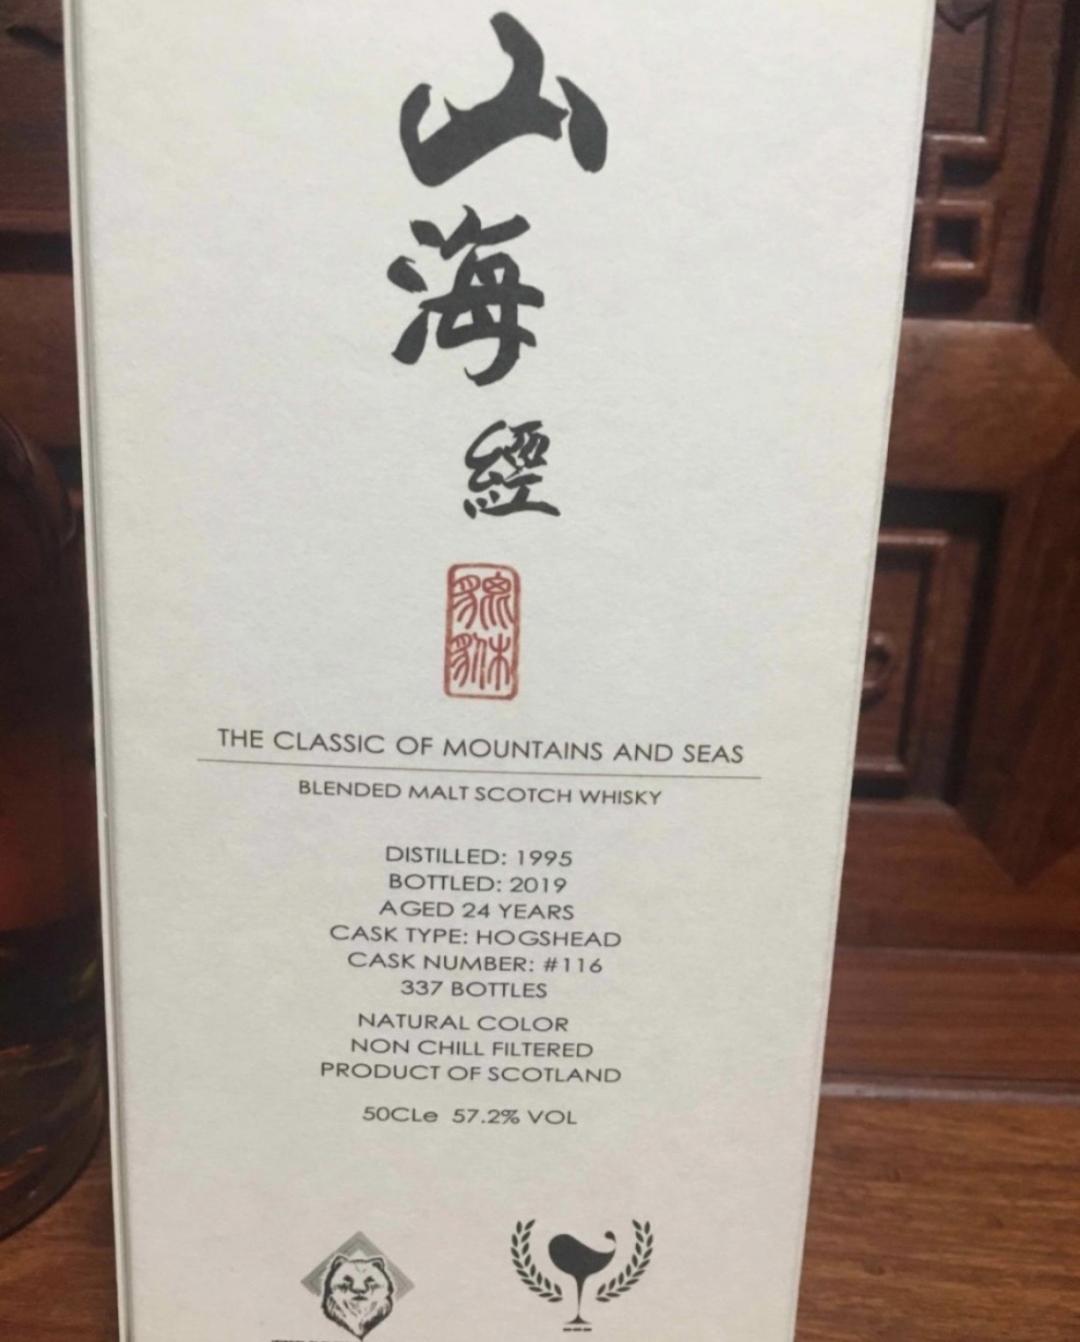 山
海
經
THE CLASSIC OF MOUNTAINS AND SEAS
BLENDED MALT SCOTCH WHISKY
DISTILLED: 1995
BOTTLED: 2019
AGED 24 YEARS
CASK TYPE: HOGSHEAD
CASK NUMBER: #116
337 BOTTLES
NATURAL COLOR
NON CHILL FILTERED
PRODUCT OF SCOTLAND
50CLe 57.2% VOL